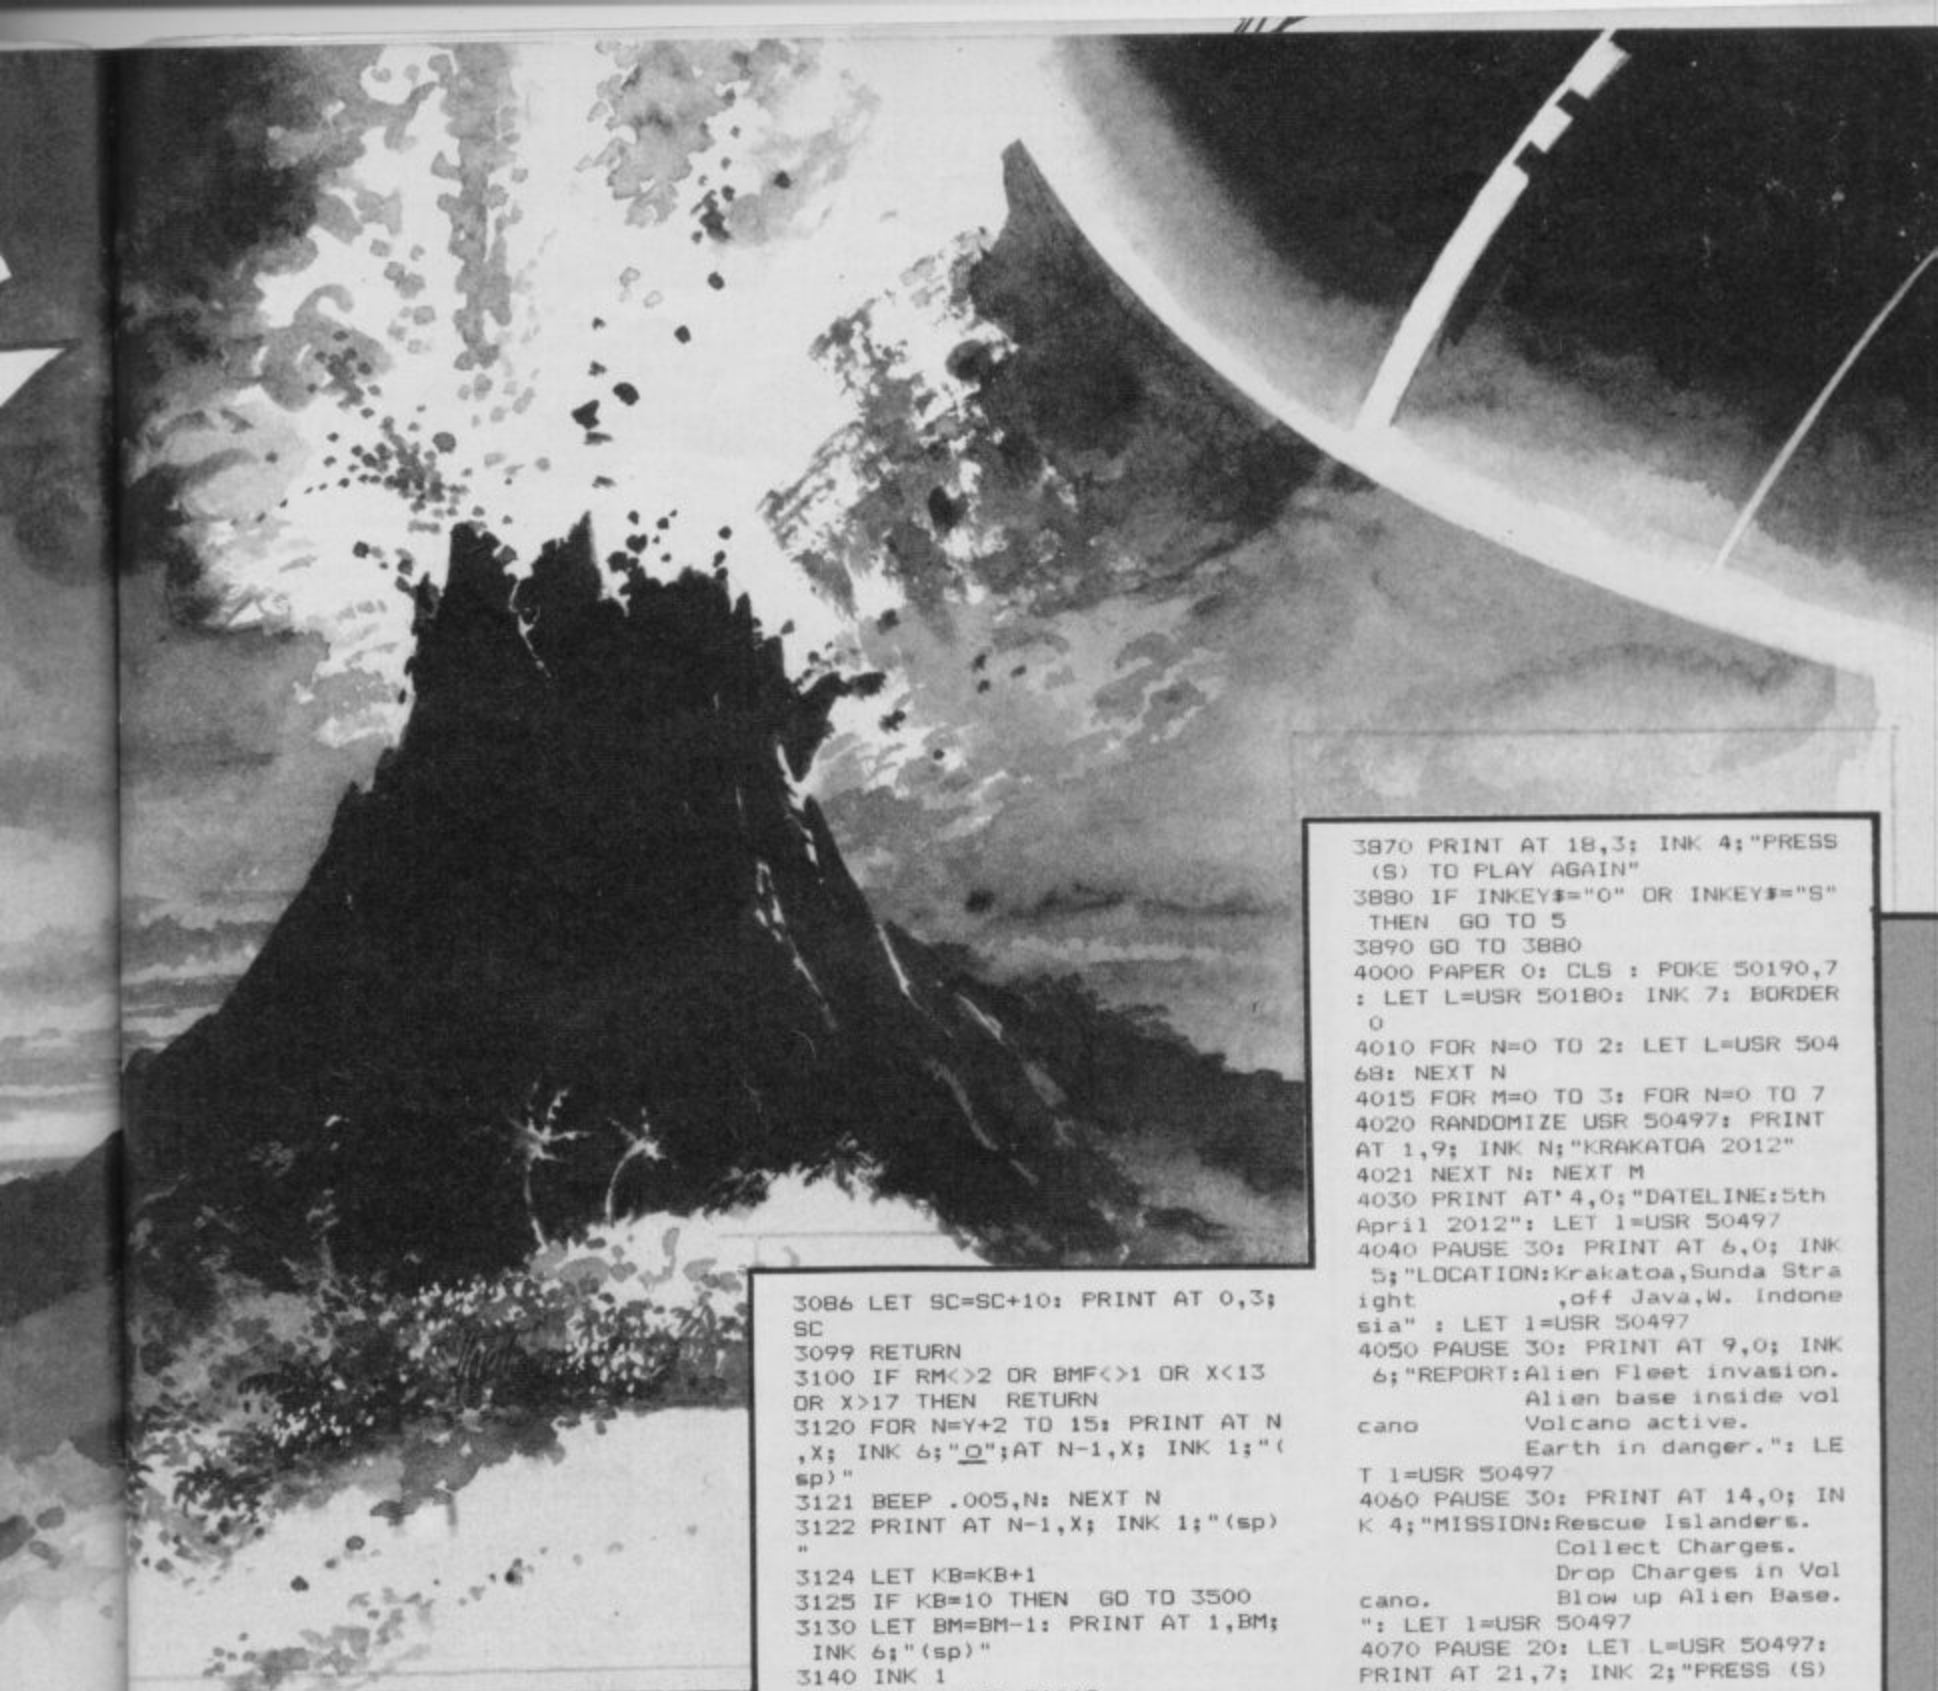 3086 LET SC=SC+10: PRINT AT 0,3;
SC
3099 RETURN
3100 IF RM<>2 OR BMF<>1 OR X<13
OR X>17 THEN  RETURN
3120 FOR N=Y+2 TO 15: PRINT AT N
,X; INK 6;"O";AT N-1,X; INK 1;"(
sp)"
3121 BEEP .005,N: NEXT N
3122 PRINT AT N-1,X; INK 1;"(sp)
"
3124 LET KB=KB+1
3125 IF KB=10 THEN  GO TO 3500
3130 LET BM=BM-1: PRINT AT 1,BM;
 INK 6;"(sp)"
3140 INK 1
3870 PRINT AT 18,3; INK 4;"PRESS
 (S) TO PLAY AGAIN"
3880 IF INKEY$="0" OR INKEY$="S"
 THEN  GO TO 5
3890 GO TO 3880
4000 PAPER 0: CLS : POKE 50190,7
: LET L=USR 50180: INK 7: BORDER
 0
4010 FOR N=0 TO 2: LET L=USR 504
68: NEXT N
4015 FOR M=0 TO 3: FOR N=0 TO 7
4020 RANDOMIZE USR 50497: PRINT
AT 1,9; INK N;"KRAKATOA 2012"
4021 NEXT N: NEXT M
4030 PRINT AT 4,0;"DATELINE:5th
April 2012": LET l=USR 50497
4040 PAUSE 30: PRINT AT 6,0; INK
 5;"LOCATION:Krakatoa,Sunda Stra
ight         ,off Java,W. Indone
sia" : LET l=USR 50497
4050 PAUSE 30: PRINT AT 9,0; INK
 6;"REPORT:Alien Fleet invasion.
           Alien base inside vol
cano       Volcano active.
           Earth in danger.": LE
T l=USR 50497
4060 PAUSE 30: PRINT AT 14,0; IN
K 4;"MISSION:Rescue Islanders.
             Collect Charges.
             Drop Charges in Vol
cano.        Blow up Alien Base.
": LET l=USR 50497
4070 PAUSE 20: LET L=USR 50497:
PRINT AT 21,7; INK 2;"PRESS (S)